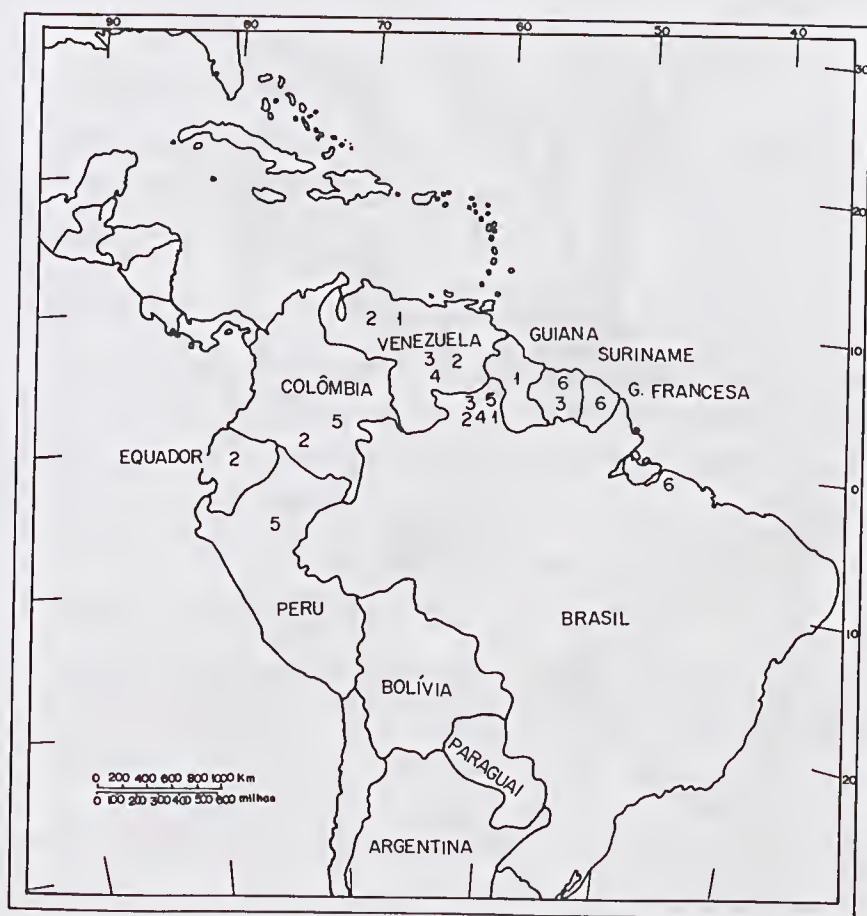 90 80 70 60 50 40
30
20
2 1
VENEZUELA
GUIANA
10
SURINAME
3 2
4
COLÔMBIA
1
6
G. FRANCESA
3
6
5
3 5
2 4 1
2
EQUADOR
2
6
0
5
PERU
BRASIL
10
BOLÍVIA
PARAGUAI
20
0 200 400 600 800 1000 Km
0 100 200 300 400 500 600 milhas
ARGENTINA